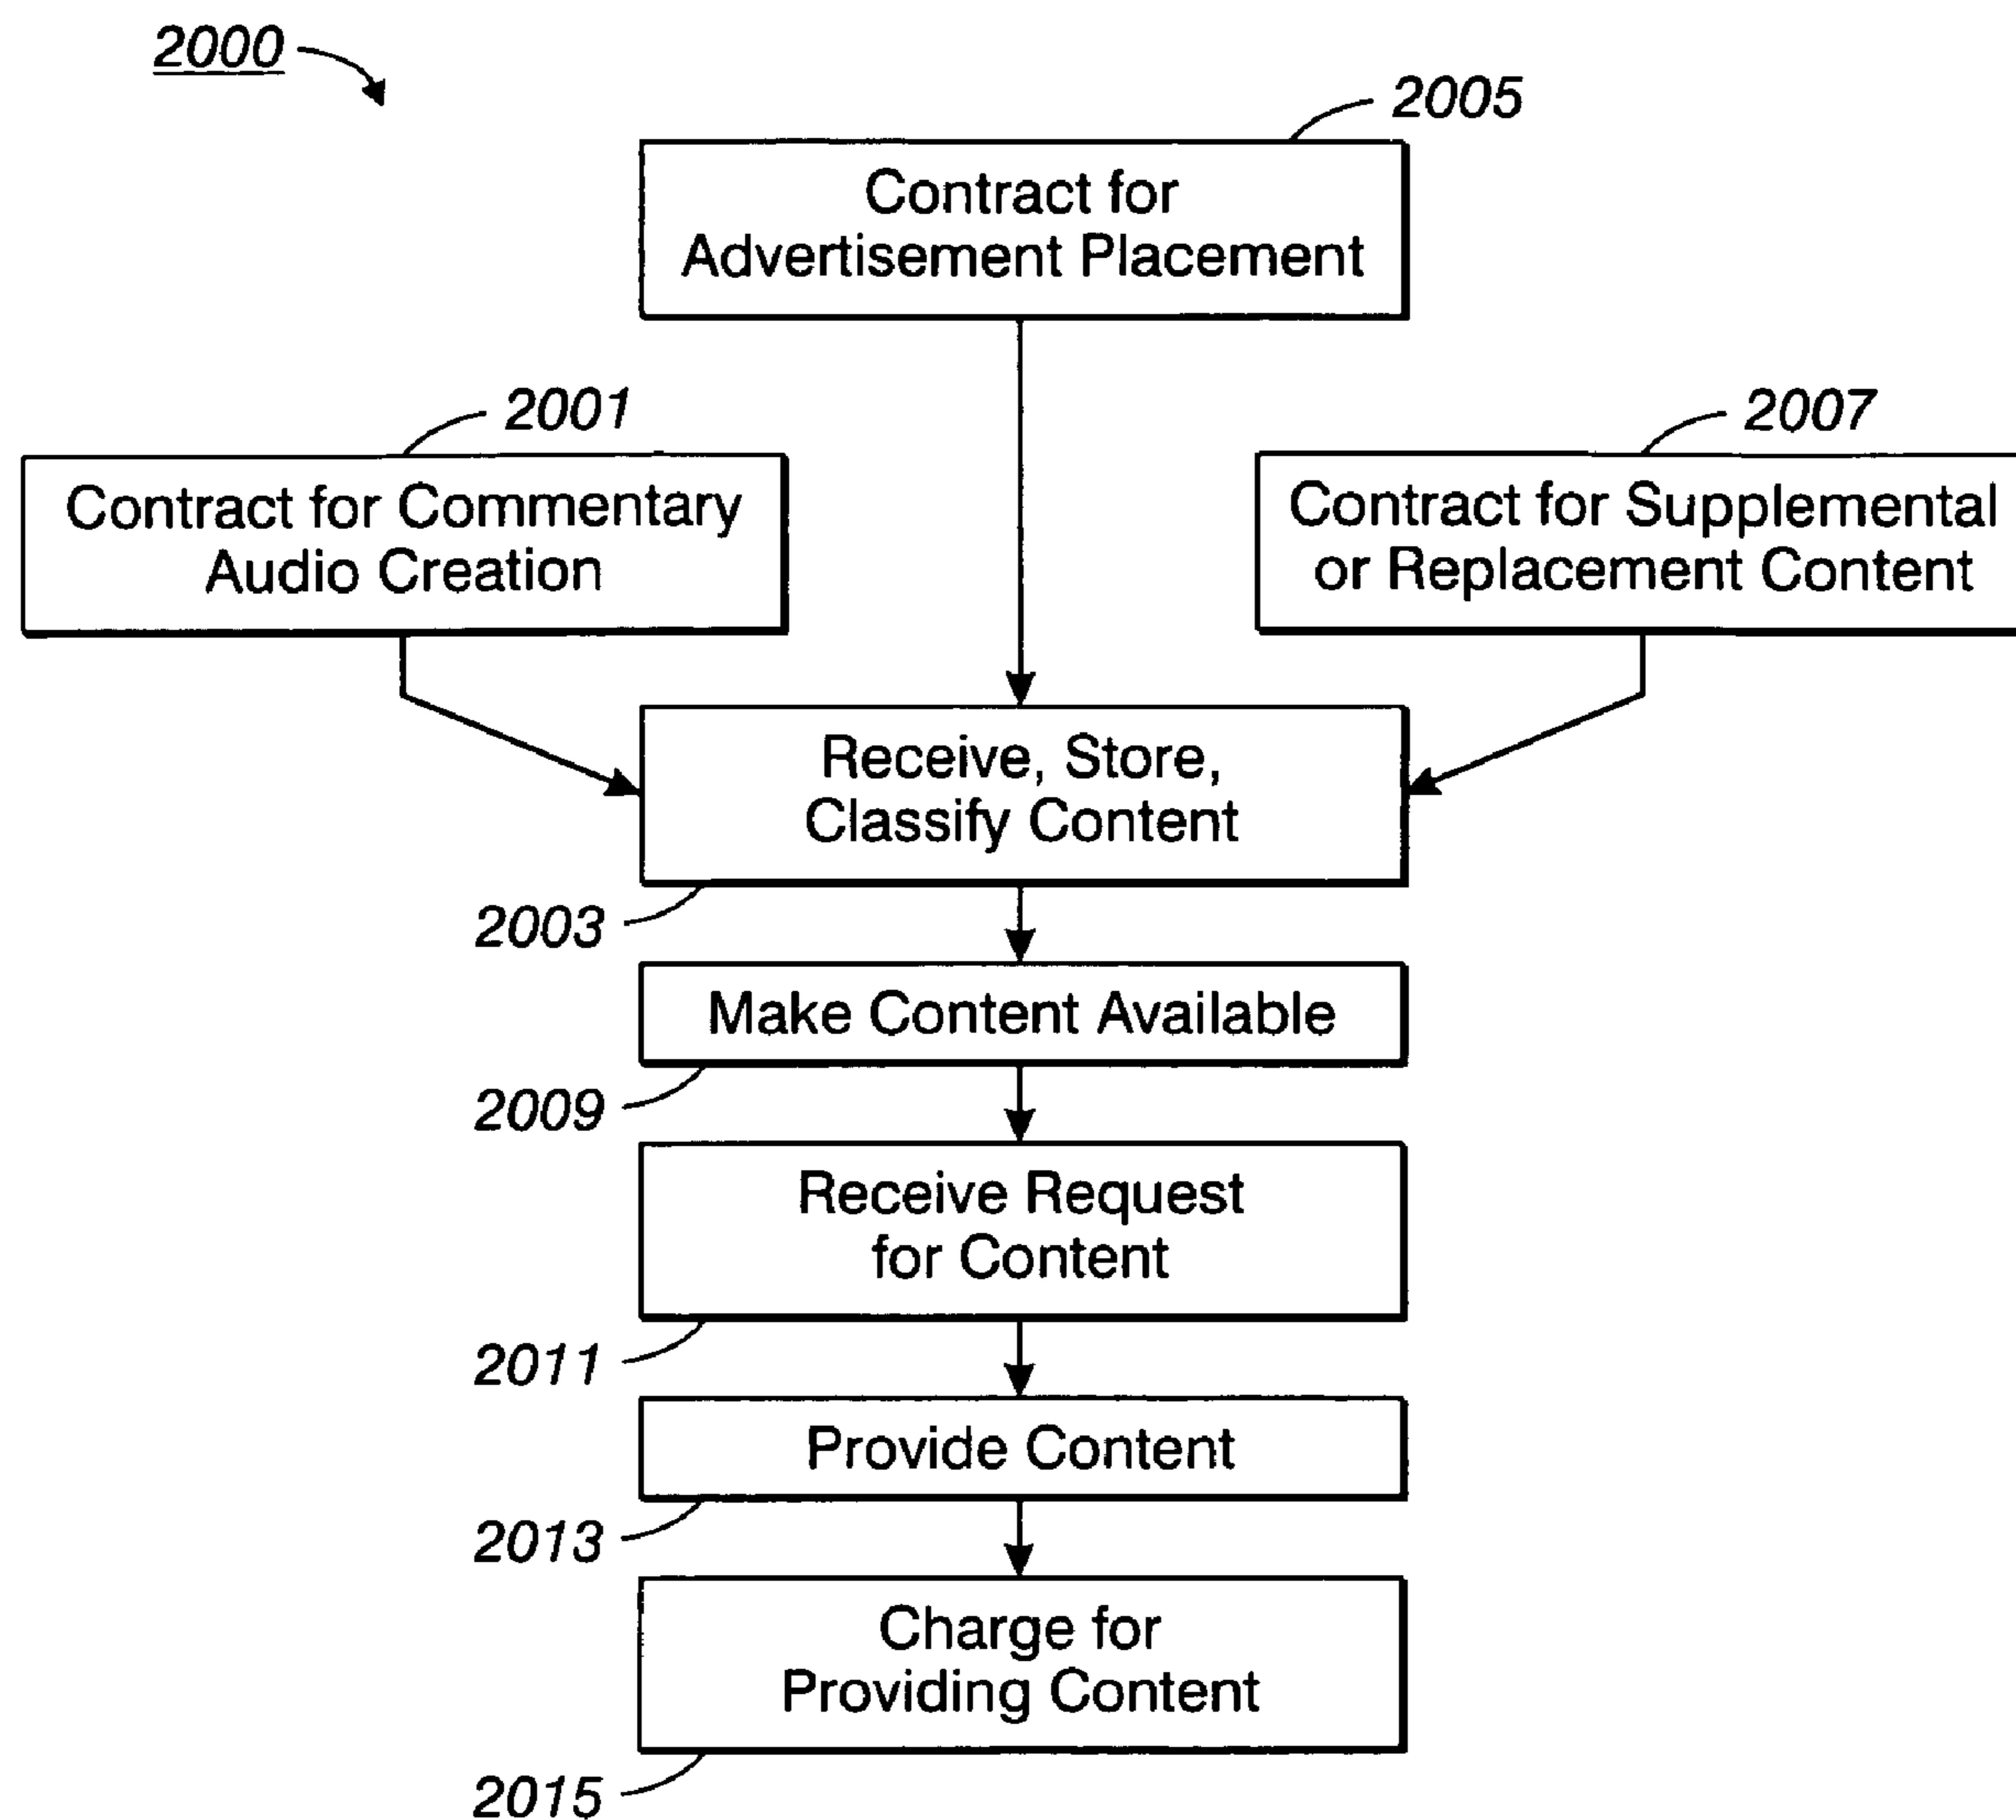 2000
2005
Contract for
Advertisement Placement
2001
2007
Contract for Commentary
Audio Creation
Contract for Supplemental
or Replacement Content
Receive, Store,
Classify Content
2003
Make Content Available
2009
Receive Request
for Content
2011
Provide Content
2013
Charge for
Providing Content
2015